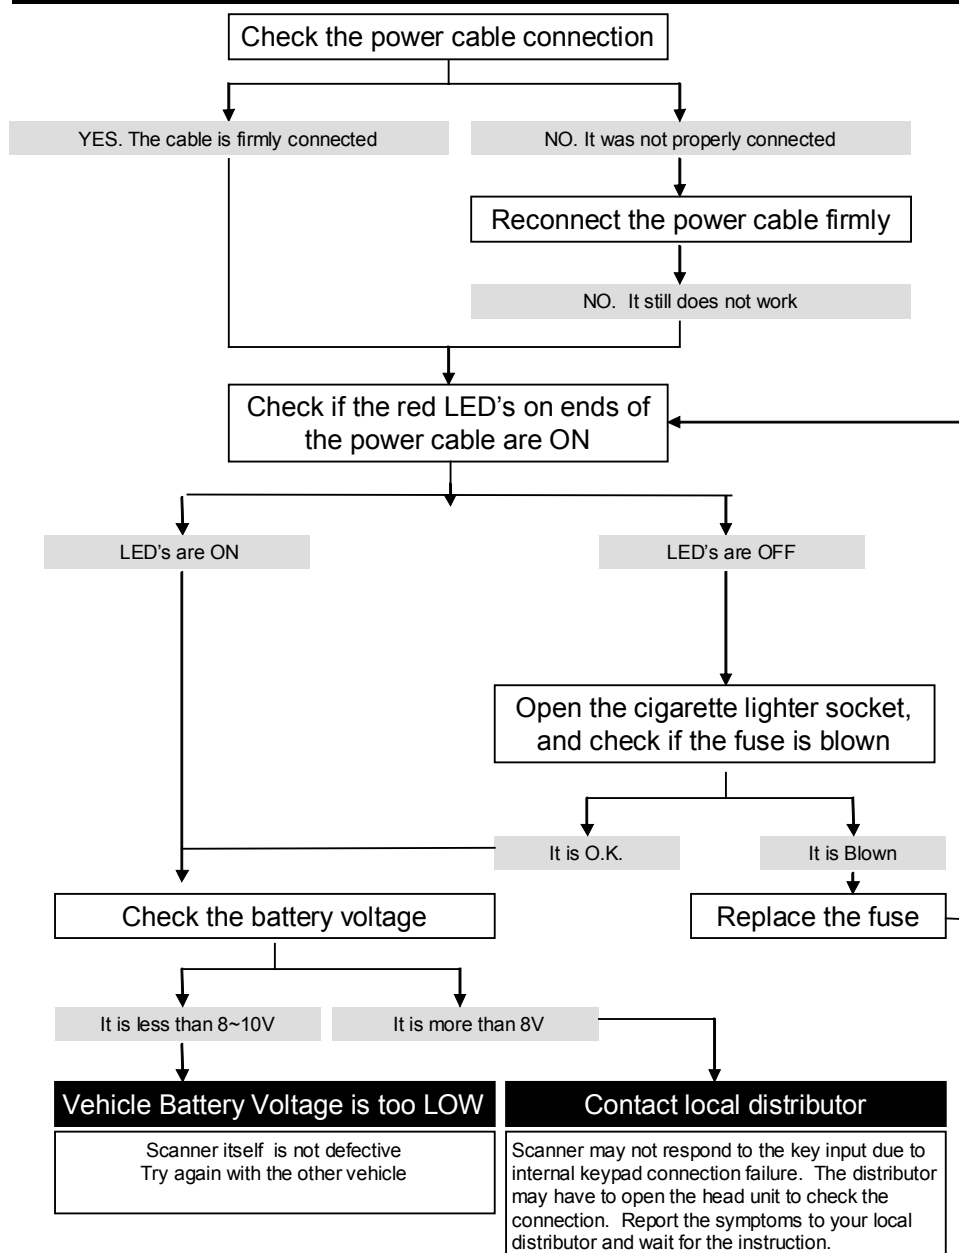 Check the power cable connection
YES. The cable is firmly connected
NO. It was not properly connected
Reconnect the power cable firmly
NO.  It still does not work
Check if the red LED's on ends of
the power cable are ON
LED's are ON
LED's are OFF
Open the cigarette lighter socket,
and check if the fuse is blown
It is O.K.
It is Blown
Check the battery voltage
Replace the fuse
It is less than 8~10V
It is more than 8V
Vehicle Battery Voltage is too LOW
Scanner itself  is not defective
Try again with the other vehicle
Contact local distributor
Scanner may not respond to the key input due to
internal keypad connection failure.  The distributor
may have to open the head unit to check the
connection.  Report the symptoms to your local
distributor and wait for the instruction.